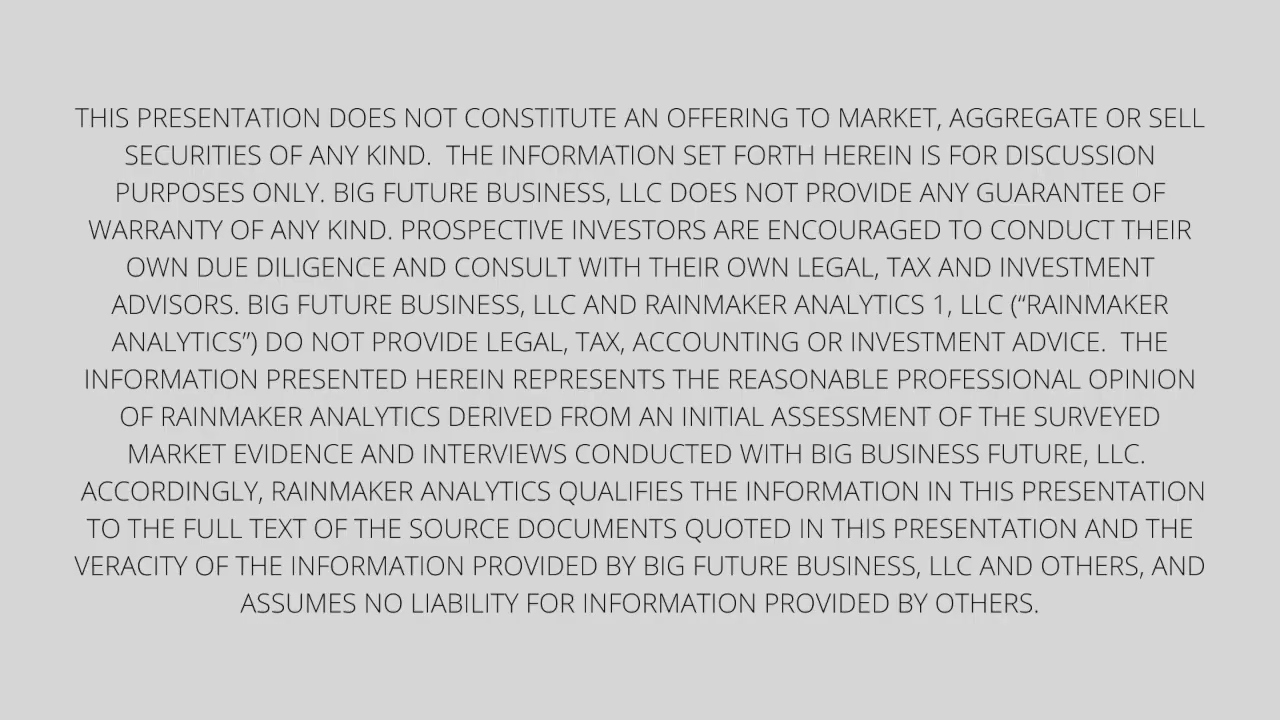 THIS PRESENTATION DOES NOT CONSTITUTE AN OFFERING TO MARKET, AGGREGATE OR SELL
SECURITIES OF ANY KIND.  THE INFORMATION SET FORTH HEREIN IS FOR DISCUSSION
PURPOSES ONLY. BIG FUTURE BUSINESS, LLC DOES NOT PROVIDE ANY GUARANTEE OF
WARRANTY OF ANY KIND. PROSPECTIVE INVESTORS ARE ENCOURAGED TO CONDUCT THEIR
OWN DUE DILIGENCE AND CONSULT WITH THEIR OWN LEGAL, TAX AND INVESTMENT
ADVISORS. BIG FUTURE BUSINESS, LLC AND RAINMAKER ANALYTICS 1, LLC (“RAINMAKER
ANALYTICS”) DO NOT PROVIDE LEGAL, TAX, ACCOUNTING OR INVESTMENT ADVICE.  THE
INFORMATION PRESENTED HEREIN REPRESENTS THE REASONABLE PROFESSIONAL OPINION
OF RAINMAKER ANALYTICS DERIVED FROM AN INITIAL ASSESSMENT OF THE SURVEYED
MARKET EVIDENCE AND INTERVIEWS CONDUCTED WITH BIG BUSINESS FUTURE, LLC.
ACCORDINGLY, RAINMAKER ANALYTICS QUALIFIES THE INFORMATION IN THIS PRESENTATION
TO THE FULL TEXT OF THE SOURCE DOCUMENTS QUOTED IN THIS PRESENTATION AND THE
VERACITY OF THE INFORMATION PROVIDED BY BIG FUTURE BUSINESS, LLC AND OTHERS, AND
ASSUMES NO LIABILITY FOR INFORMATION PROVIDED BY OTHERS.